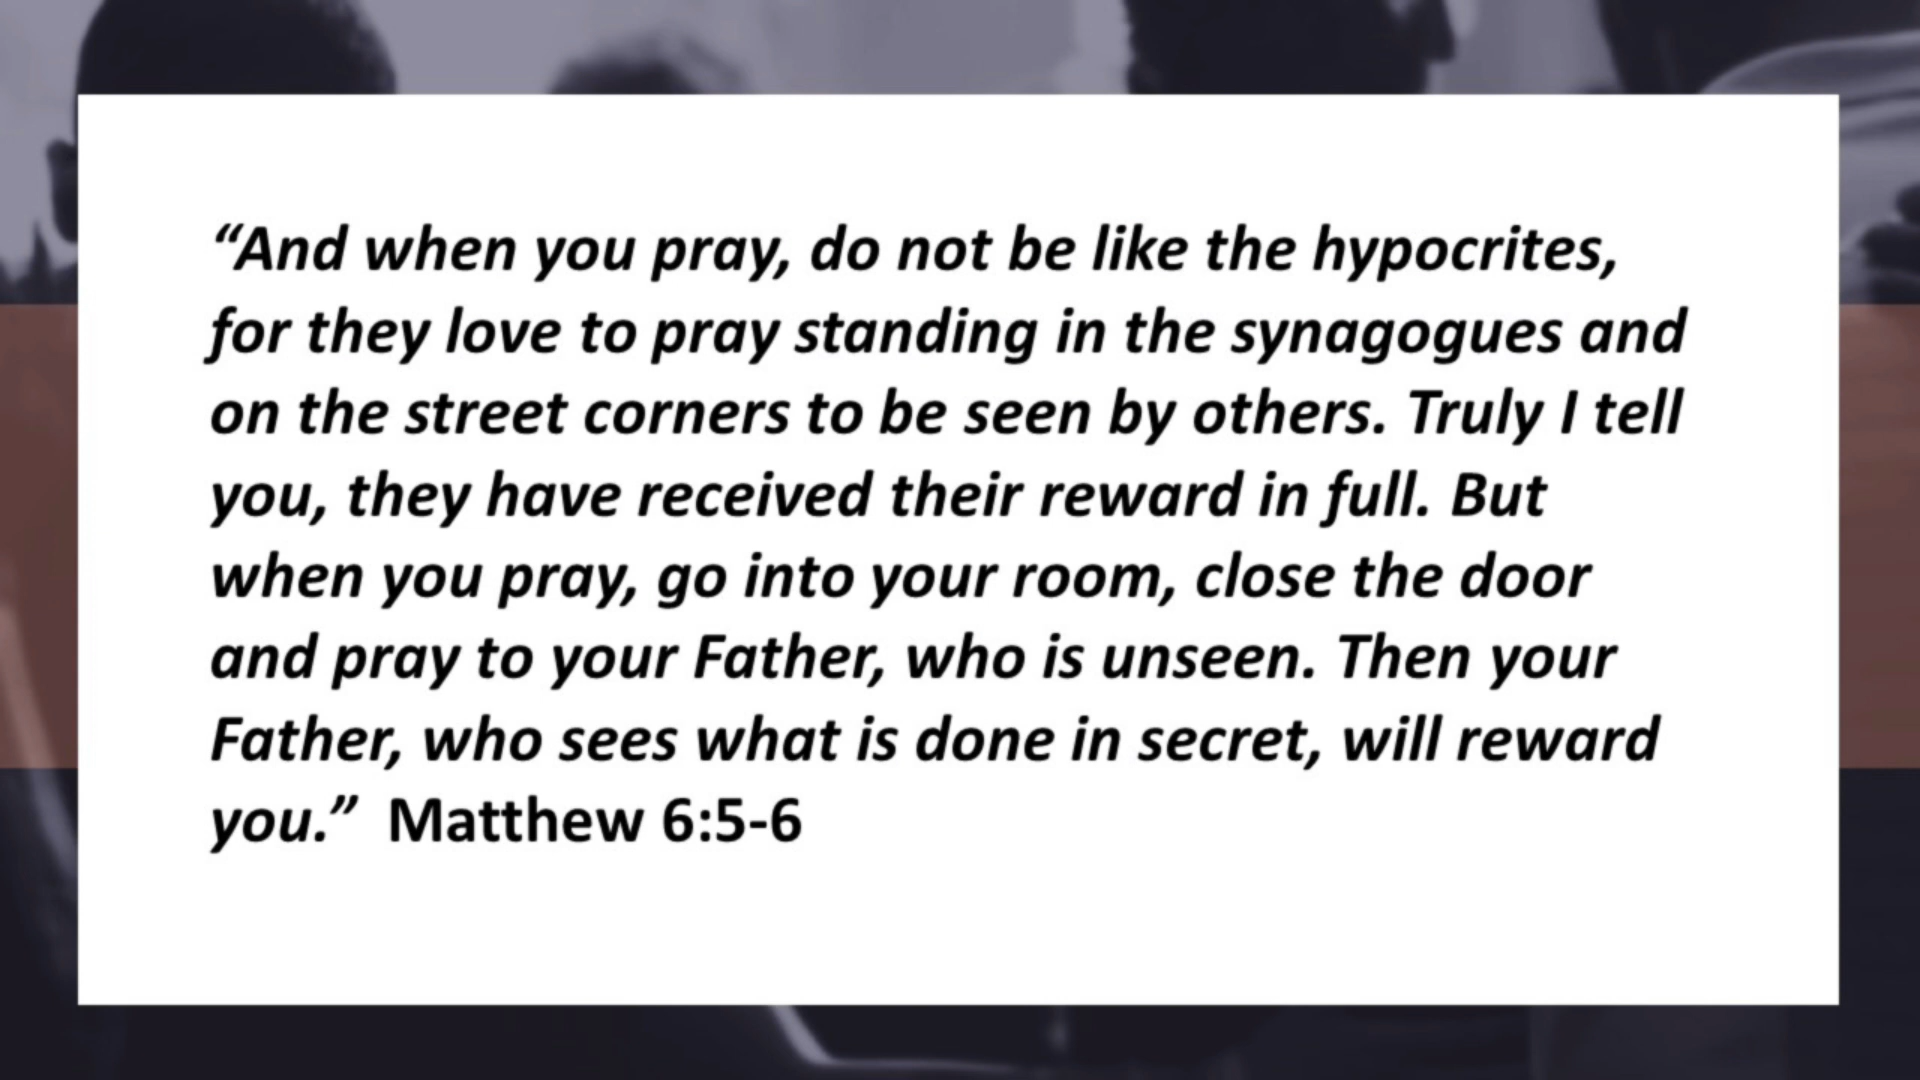 “And when you pray, do not be like the hypocrites,
for they love to pray standing in the synagogues and
on the street corners to be seen by others. Truly I tell
you, they have received their reward in full. But
when you pray, go into your room, close the door
and pray to your Father, who is unseen. Then your
Father, who sees what is done in secret, will reward
you.” Matthew 6:5-6